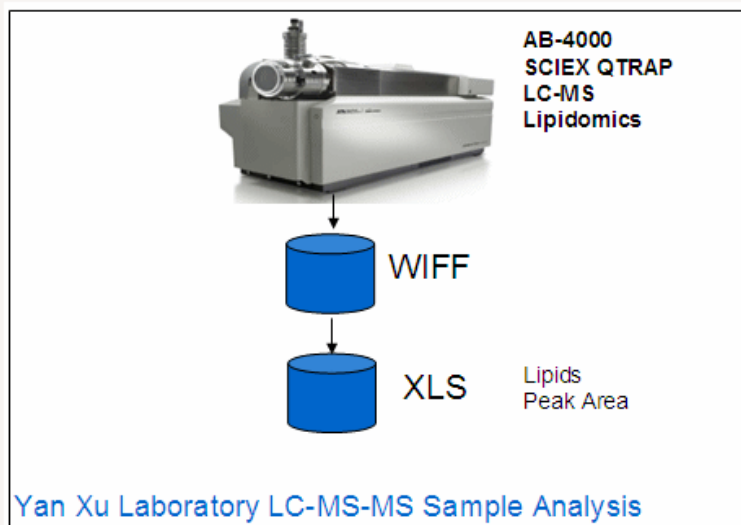 AB-4000
SCIEX QTRAP
LC-MS
Lipidomics
WIFF
XLS
Lipids
Peak Area
Yan Xu Laboratory LC-MS-MS Sample Analysis